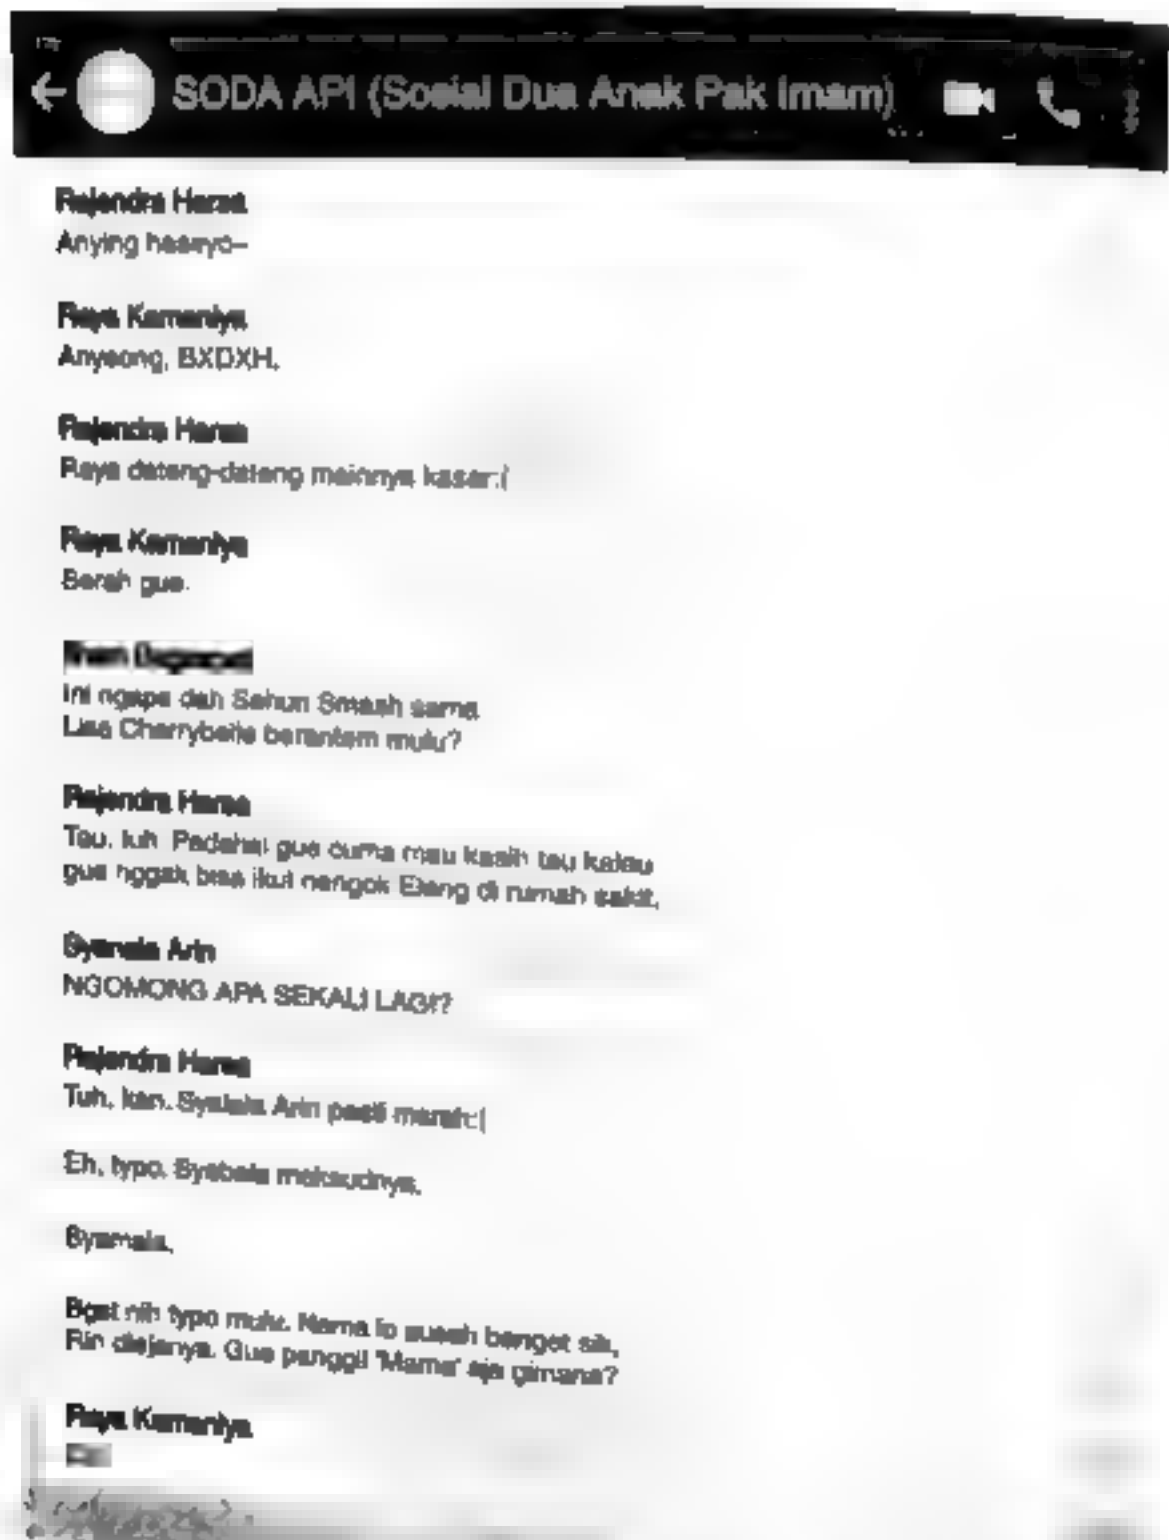 SODA API (Sosial Dua Anak Pak Imam)
Rajendra Harsa
Anying haseyo–
Raya Kamaniya
Anyeong, BXDXH.
Rajendra Harsa
Raya dateng-dateng mainnya kasar:(
Raya Kamaniya
Serah gue.
Ini ngapa dah Sehun Smash sama
Lisa Cherrybelle berantem mulu?
Rajendra Harsa
Tau, tuh. Padahal gue cuma mau kasih tau kalau
gue nggak bisa ikut nengok Elang di rumah sakit.
Syamala Arin
NGOMONG APA SEKALI LAGI?
Rajendra Harsa
Tuh, kan. Syalala Arin pasti marah:(
Eh, typo. Syabala maksudnya.
Syamala.
Bgst nih typo mulu. Nama lo susah banget sih,
Rin diejanya. Gue panggil 'Mama' aja gimana?
Raya Kamaniya